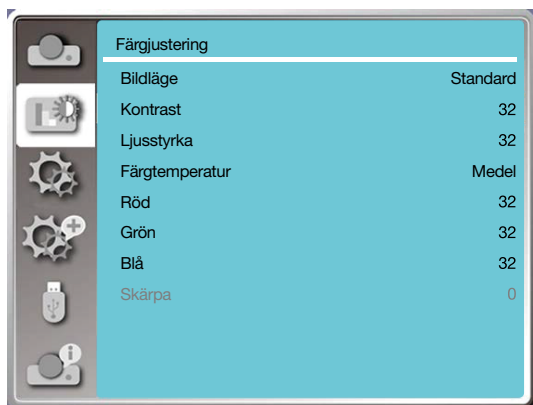 Färgjustering
Bildläge Standard
Kontrast 32
Ljusstyrka 32
Färgtemperatur Medel
Röd 32
Grön 32
Blå 32
Skärpa 0